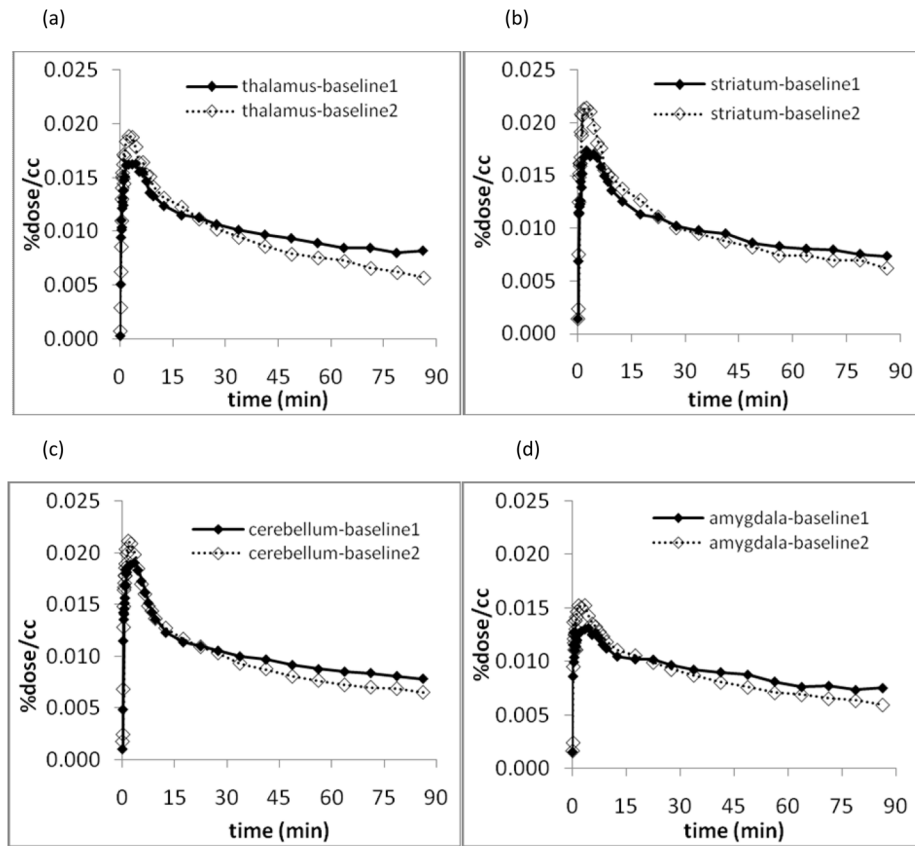 (a)
(b)
0.025
0.020
0.015
0.010
0.005
0.000
%dose/cc
thalamus-baseline1
thalamus-baseline2
0 15 30 45 60 75 90
time (min)
0.025
0.020
0.015
0.010
0.005
0.000
%dose/cc
striatum-baseline1
striatum-baseline2
0 15 30 45 60 75 90
time (min)
(c)
(d)
0.025
0.020
0.015
0.010
0.005
0.000
%dose/cc
cerebellum-baseline1
cerebellum-baseline2
0 15 30 45 60 75 90
time (min)
0.025
0.020
0.015
0.010
0.005
0.000
%dose/cc
amygdala-baseline1
amygdala-baseline2
0 15 30 45 60 75 90
time (min)